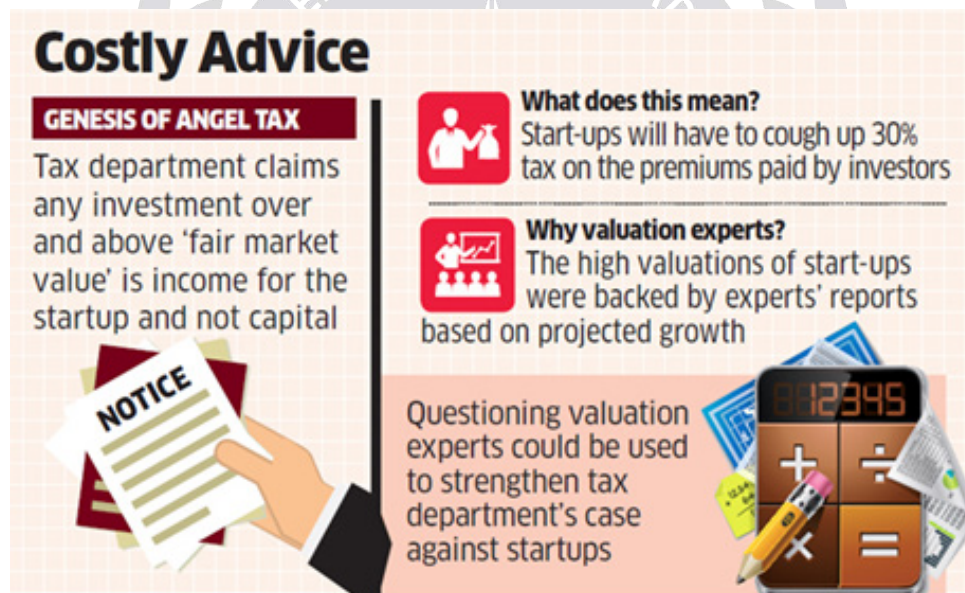 Costly Advice
GENESIS OF ANGEL TAX
Tax department claims
any investment over
and above ‘fair market
value’ is income for the
startup and not capital
NOTICE
What does this mean?
Start-ups will have to cough up 30%
tax on the premiums paid by investors
Why valuation experts?
The high valuations of start-ups
were backed by experts’ reports
based on projected growth
Questioning valuation
experts could be used
to strengthen tax
department’s case
against startups
12345
+ ÷
× =